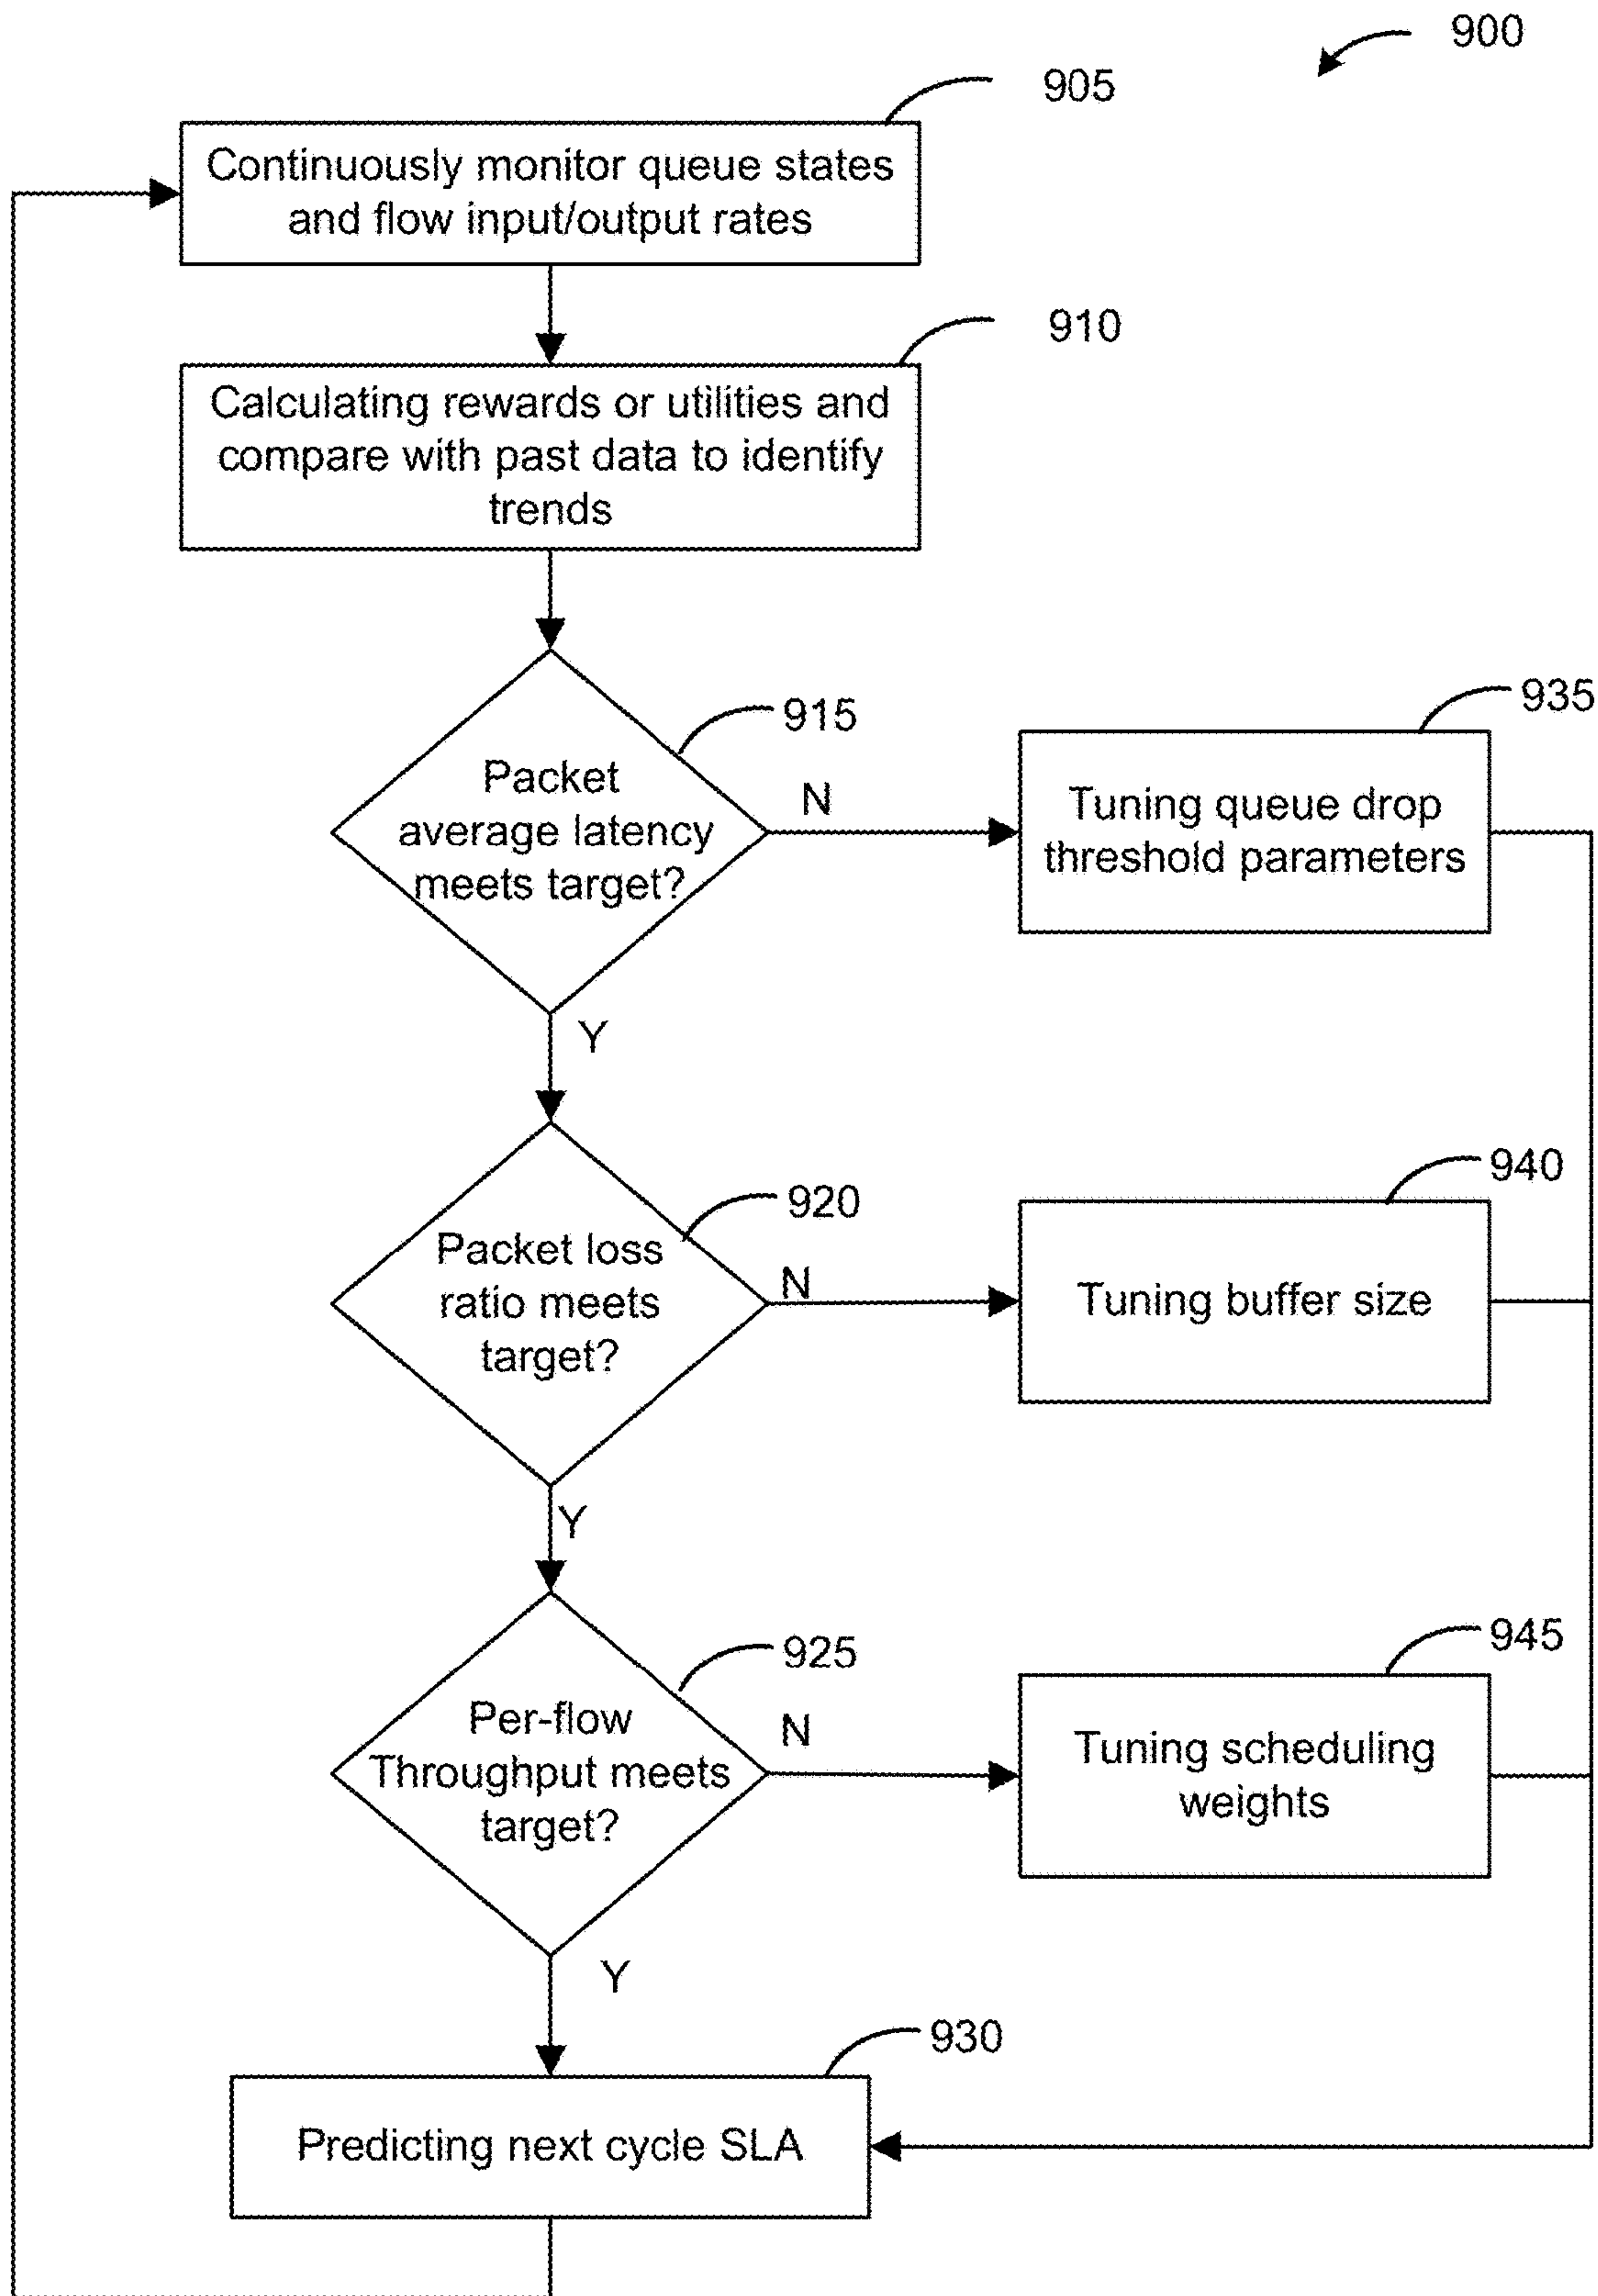 900
905
Continuously monitor queue states
and flow input/output rates
910
Calculating rewards or utilities and
compare with past data to identify
trends
915
Packet
average latency
meets target?
N
935
Tuning queue drop
threshold parameters
Y
920
Packet loss
ratio meets
target?
N
940
Tuning buffer size
Y
925
Per-flow
Throughput meets
target?
N
945
Tuning scheduling
weights
Y
930
Predicting next cycle SLA